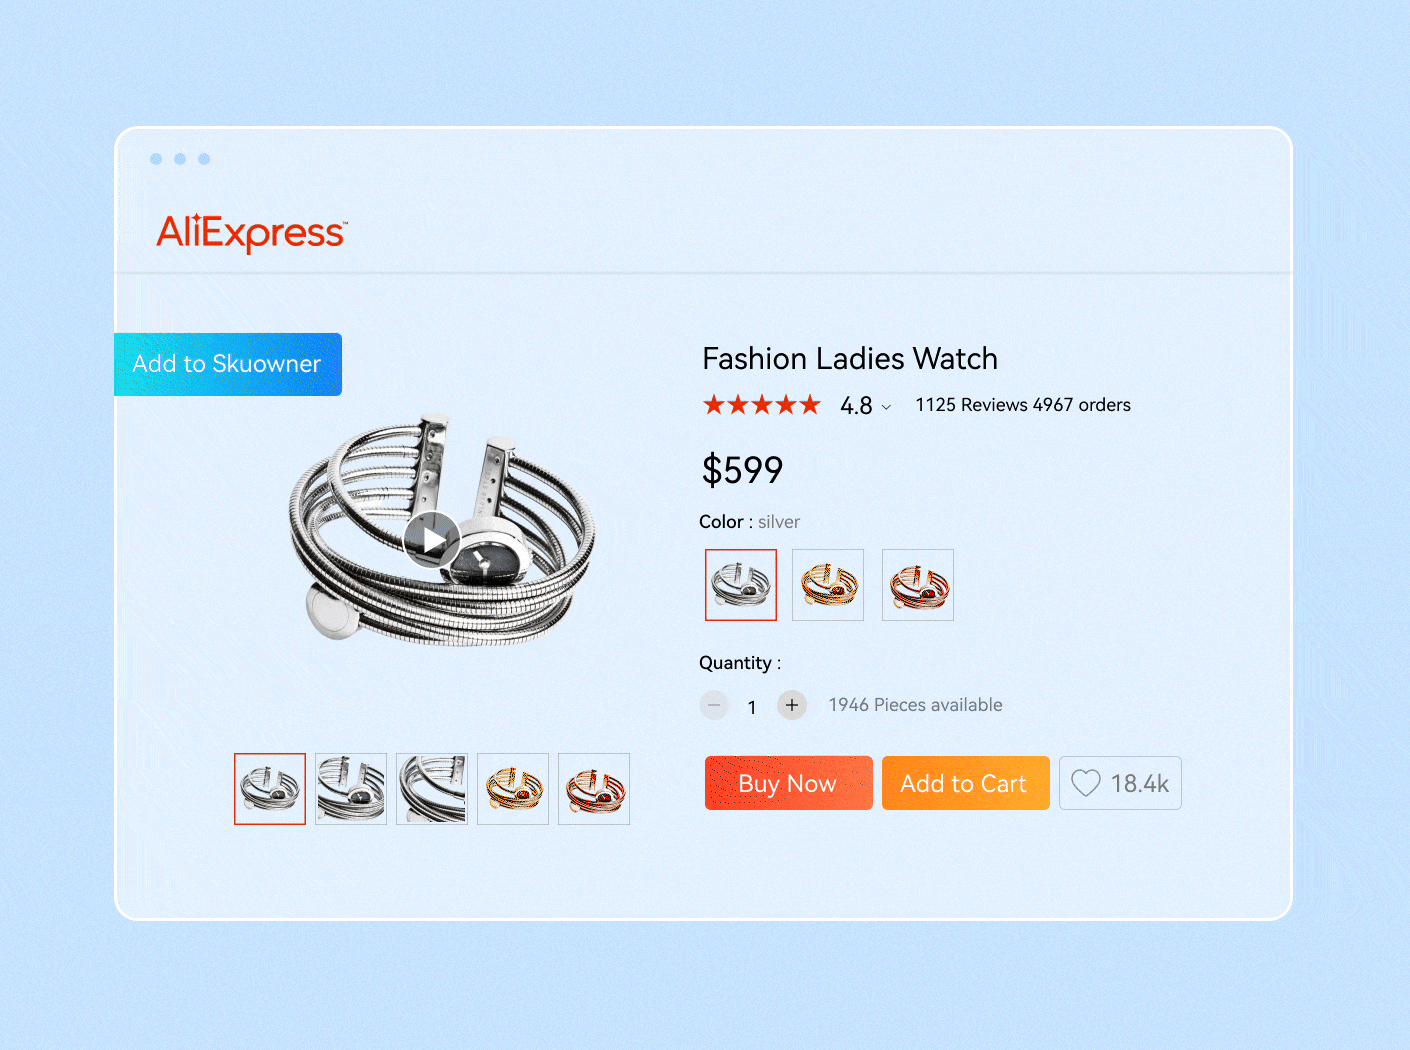 AliExpress™
Add to Skuowner
Fashion Ladies Watch
4.8
1125 Reviews 4967 orders
$599
Color : silver
Quantity :
1
1946 Pieces available
Buy Now
Add to Cart
18.4k